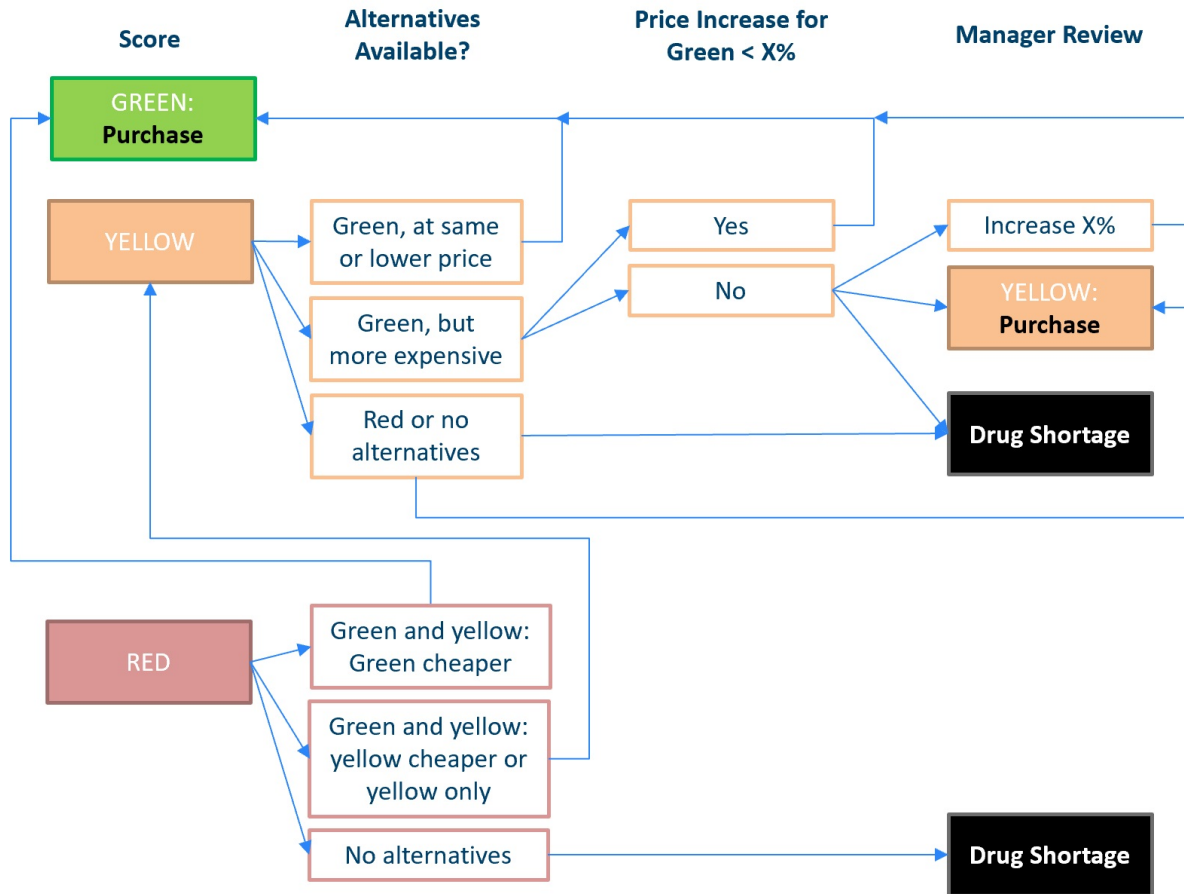 Score
Alternatives
Available?
Price Increase for
Green < X%
Manager Review
GREEN:
Purchase
YELLOW
Green, at same
or lower price
Yes
Increase X%
Green, but
more expensive
No
YELLOW:
Purchase
Red or no
alternatives
Drug Shortage
RED
Green and yellow:
Green cheaper
Green and yellow:
yellow cheaper or
yellow only
No alternatives
Drug Shortage